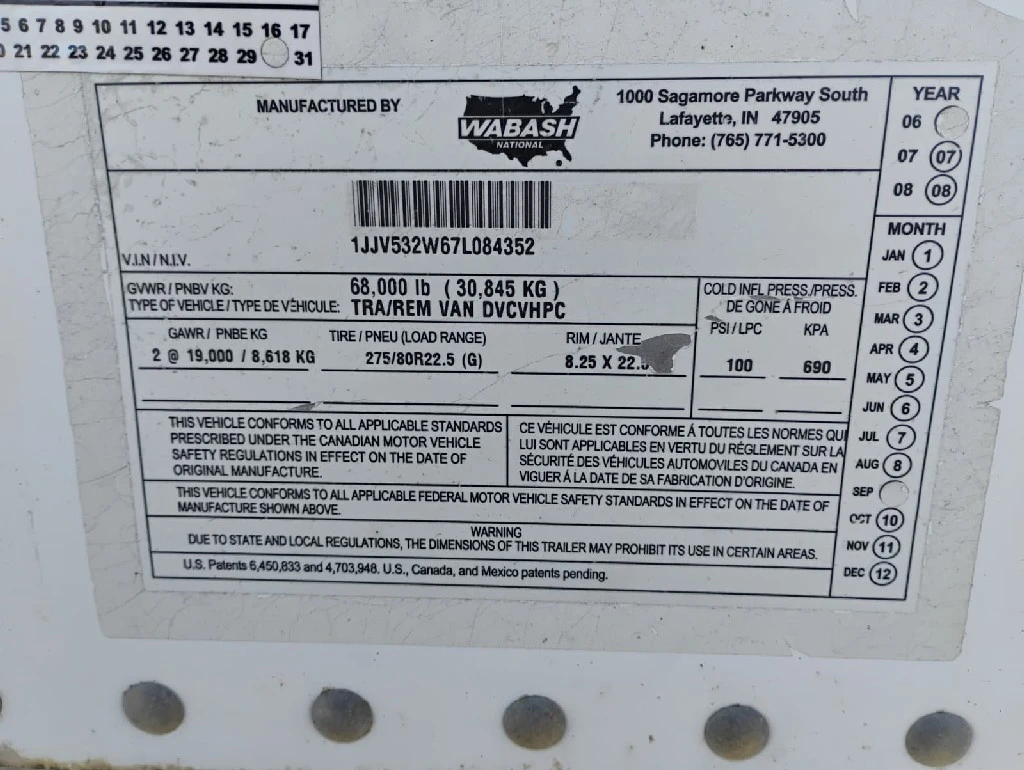 5 6 7 8 9 10 11 12 13 14 15 16 17
21 22 23 24 25 26 27 28 29 31
MANUFACTURED BY
WABASH
NATIONAL
1000 Sagamore Parkway South
Lafayette, IN 47905
Phone: (765) 771-5300
YEAR
06
07 07
08 08
1JJV532W67L084352
V.I.N / N.I.V.
GVWR / PNBV KG: 68,000 lb ( 30,845 KG )
TYPE OF VEHICLE / TYPE DE VÉHICULE: TRA/REM VAN DVCVHPC
GAWR / PNBE KG
2 @ 19,000 / 8,618 KG
TIRE / PNEU (LOAD RANGE)
275/80R22.5 (G)
RIM / JANTE
8.25 X 22.5
COLD INFL PRESS./PRESS.
DE GONF À FROID
PSI / LPC KPA
100 690
MONTH
JAN 1
FEB 2
MAR 3
APR 4
MAY 5
JUN 6
JUL 7
AUG 8
SEP
OCT 10
NOV 11
DEC 12
THIS VEHICLE CONFORMS TO ALL APPLICABLE STANDARDS
PRESCRIBED UNDER THE CANADIAN MOTOR VEHICLE
SAFETY REGULATIONS IN EFFECT ON THE DATE OF
ORIGINAL MANUFACTURE.
CE VÉHICULE EST CONFORME À TOUTES LES NORMES QUI
LUI SONT APPLICABLES EN VERTU DU RÈGLEMENT SUR LA
SÉCURITÉ DES VÉHICULES AUTOMOVILES DU CANADA EN
VIGUER À LA DATE DE SA FABRICATION D'ORIGINE.
THIS VEHICLE CONFORMS TO ALL APPLICABLE FEDERAL MOTOR VEHICLE SAFETY STANDARDS IN EFFECT ON THE DATE OF
MANUFACTURE SHOWN ABOVE.
WARNING
DUE TO STATE AND LOCAL REGULATIONS, THE DIMENSIONS OF THIS TRAILER MAY PROHIBIT ITS USE IN CERTAIN AREAS.
U.S. Patents 6,450,833 and 4,703,948. U.S., Canada, and Mexico patents pending.